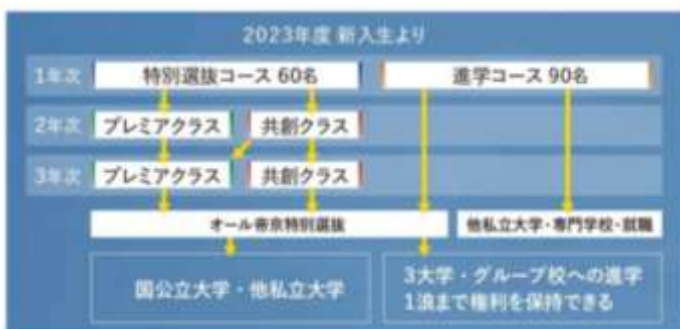 2023年度 新入生より
1年次 特別選抜コース 60名 進学コース 90名
2年次 プレミアクラス 共創クラス
3年次 プレミアクラス 共創クラス
オール帝京特別選抜 他私立大学・専門学校・就職
国公立大学・他私立大学
3大学・グループ校への進学
1浪まで権利を保持できる